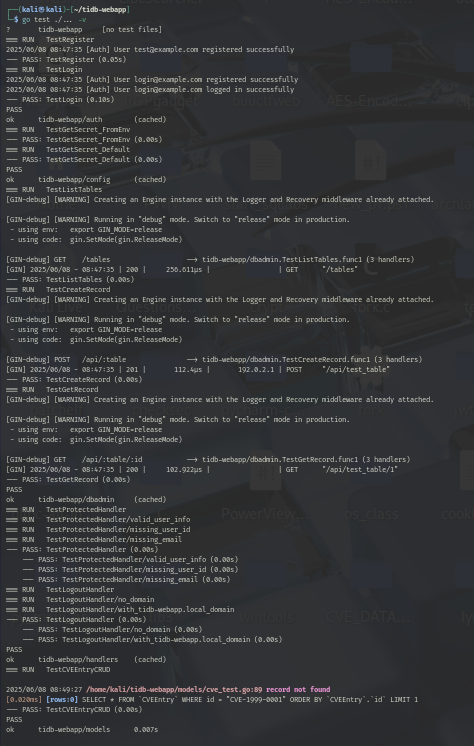 ┌──(kali㉿kali)-[~/tidb-webapp]
└─$ go test ./... -v
?       tidb-webapp     [no test files]
=== RUN   TestRegister
2025/06/08 08:47:35 [Auth] User test@example.com registered successfully
--- PASS: TestRegister (0.05s)
=== RUN   TestLogin
2025/06/08 08:47:35 [Auth] User login@example.com registered successfully
2025/06/08 08:47:35 [Auth] User login@example.com logged in successfully
--- PASS: TestLogin (0.10s)
PASS
ok      tidb-webapp/auth        (cached)
=== RUN   TestGetSecret_FromEnv
--- PASS: TestGetSecret_FromEnv (0.00s)
=== RUN   TestGetSecret_Default
--- PASS: TestGetSecret_Default (0.00s)
PASS
ok      tidb-webapp/config      (cached)
=== RUN   TestListTables
[GIN-debug] [WARNING] Creating an Engine instance with the Logger and Recovery middleware already attached.

[GIN-debug] [WARNING] Running in "debug" mode. Switch to "release" mode in production.
 - using env:   export GIN_MODE=release
 - using code:  gin.SetMode(gin.ReleaseMode)

[GIN-debug] GET    /tables                   --> tidb-webapp/dbadmin.TestListTables.func1 (3 handlers)
[GIN] 2025/06/08 - 08:47:35 | 200 |     256.611µs |                 | GET      "/tables"
--- PASS: TestListTables (0.00s)
=== RUN   TestCreateRecord
[GIN-debug] [WARNING] Creating an Engine instance with the Logger and Recovery middleware already attached.

[GIN-debug] [WARNING] Running in "debug" mode. Switch to "release" mode in production.
 - using env:   export GIN_MODE=release
 - using code:  gin.SetMode(gin.ReleaseMode)

[GIN-debug] POST   /api/:table               --> tidb-webapp/dbadmin.TestCreateRecord.func1 (3 handlers)
[GIN] 2025/06/08 - 08:47:35 | 201 |       112.4µs |       192.0.2.1 | POST     "/api/test_table"
--- PASS: TestCreateRecord (0.00s)
=== RUN   TestGetRecord
[GIN-debug] [WARNING] Creating an Engine instance with the Logger and Recovery middleware already attached.

[GIN-debug] [WARNING] Running in "debug" mode. Switch to "release" mode in production.
 - using env:   export GIN_MODE=release
 - using code:  gin.SetMode(gin.ReleaseMode)

[GIN-debug] GET    /api/:table/:id           --> tidb-webapp/dbadmin.TestGetRecord.func1 (3 handlers)
[GIN] 2025/06/08 - 08:47:35 | 200 |     102.922µs |                 | GET      "/api/test_table/1"
--- PASS: TestGetRecord (0.00s)
PASS
ok      tidb-webapp/dbadmin     (cached)
=== RUN   TestProtectedHandler
=== RUN   TestProtectedHandler/valid_user_info
=== RUN   TestProtectedHandler/missing_user_id
=== RUN   TestProtectedHandler/missing_email
--- PASS: TestProtectedHandler (0.00s)
    --- PASS: TestProtectedHandler/valid_user_info (0.00s)
    --- PASS: TestProtectedHandler/missing_user_id (0.00s)
    --- PASS: TestProtectedHandler/missing_email (0.00s)
=== RUN   TestLogoutHandler
=== RUN   TestLogoutHandler/no_domain
=== RUN   TestLogoutHandler/with_tidb-webapp.local_domain
--- PASS: TestLogoutHandler (0.00s)
    --- PASS: TestLogoutHandler/no_domain (0.00s)
    --- PASS: TestLogoutHandler/with_tidb-webapp.local_domain (0.00s)
PASS
ok      tidb-webapp/handlers    (cached)
=== RUN   TestCVEEntryCRUD

2025/06/08 08:49:27 /home/kali/tidb-webapp/models/cve_test.go:89 record not found
[0.020ms] [rows:0] SELECT * FROM `CVEEntry` WHERE id = "CVE-1999-0001" ORDER BY `CVEEntry`.`id` LIMIT 1
--- PASS: TestCVEEntryCRUD (0.00s)
PASS
ok      tidb-webapp/models      0.007s